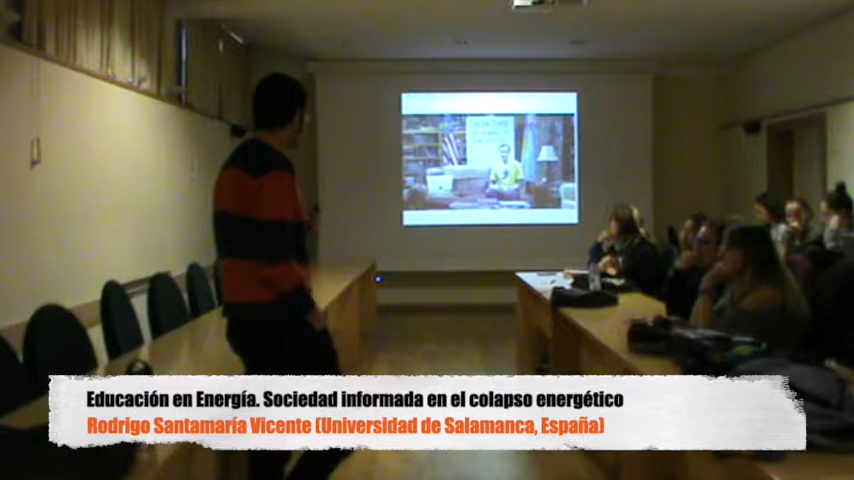 Educación en Energía. Sociedad informada en el colapso energético
Rodrigo Santamaría Vicente (Universidad de Salamanca, España)